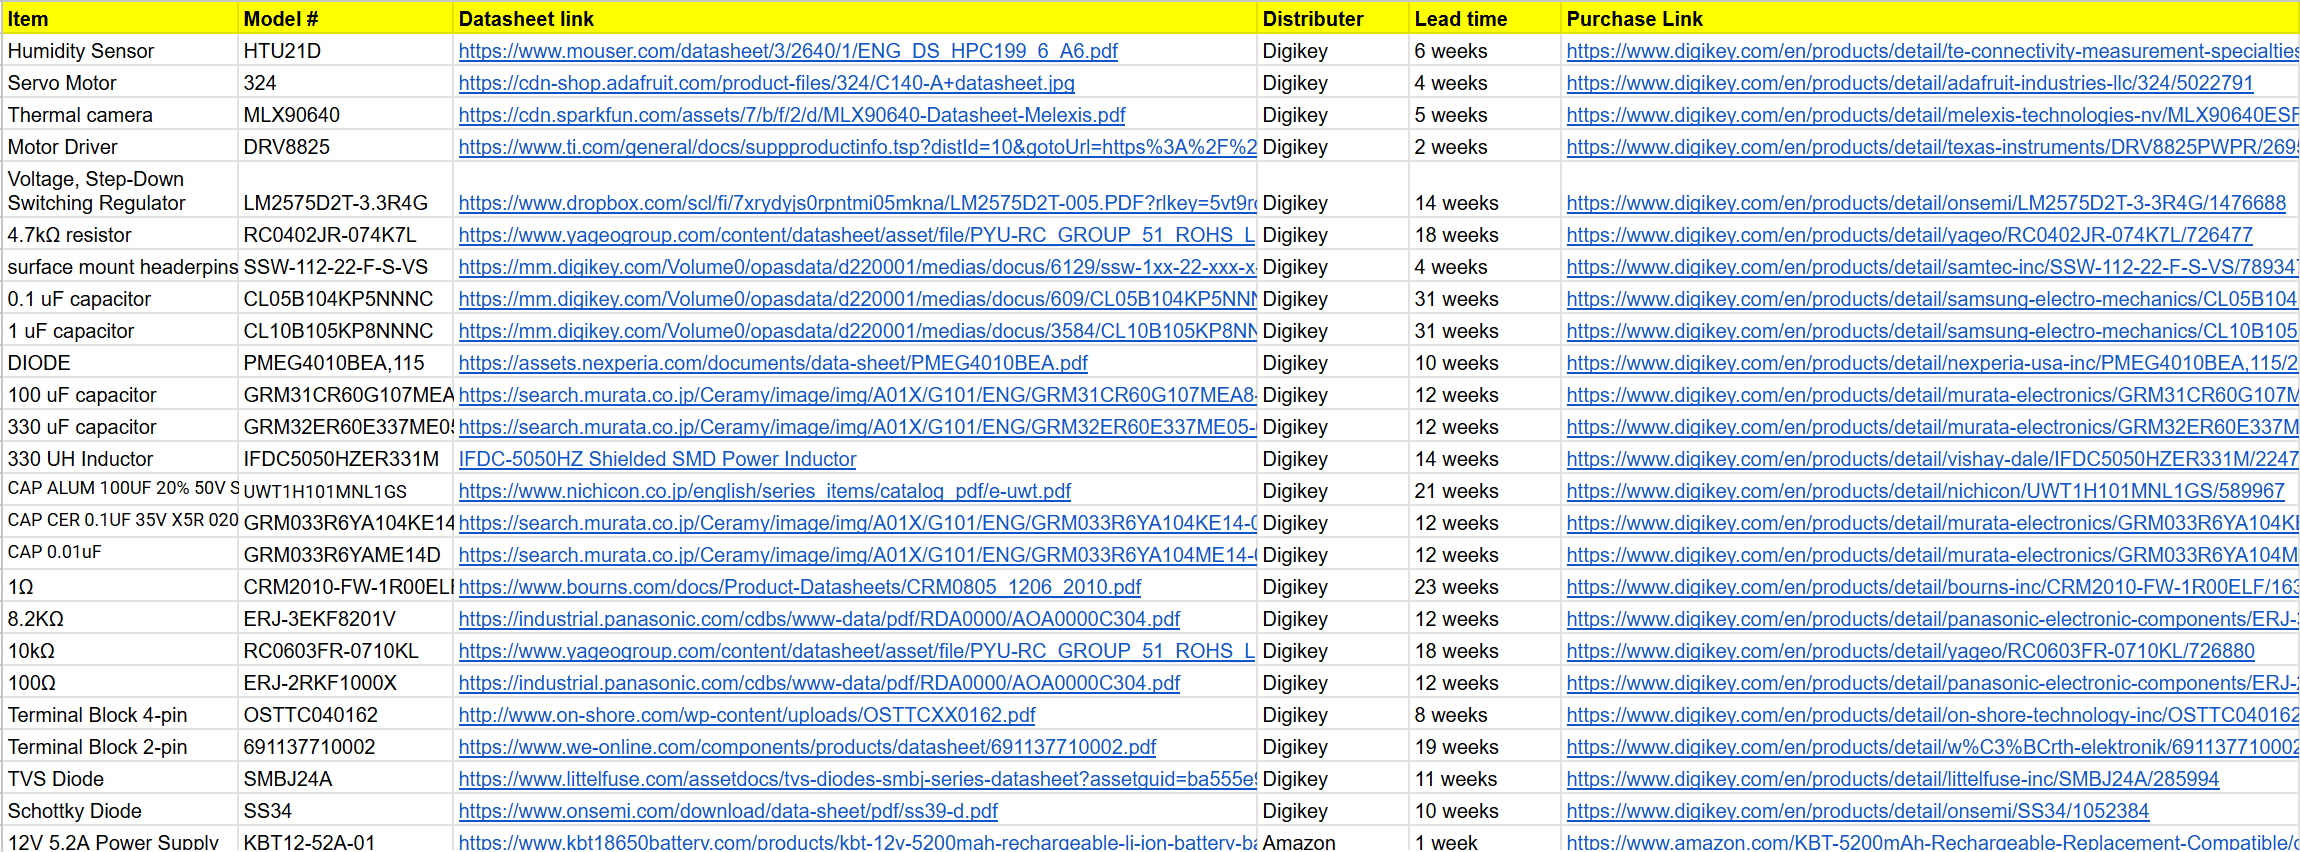 Item Model # Datasheet link Distributer Lead time Purchase Link
Humidity Sensor HTU21D https://www.mouser.com/datasheet/3/2640/1/ENG_DS_HPC199_6_A6.pdf Digikey 6 weeks https://www.digikey.com/en/products/detail/te-connectivity-measurement-specialties
Servo Motor 324 https://cdn-shop.adafruit.com/product-files/324/C140-A+datasheet.jpg Digikey 4 weeks https://www.digikey.com/en/products/detail/adafruit-industries-llc/324/5022791
Thermal camera MLX90640 https://cdn.sparkfun.com/assets/7/b/f/2/d/MLX90640-Datasheet-Melexis.pdf Digikey 5 weeks https://www.digikey.com/en/products/detail/melexis-technologies-nv/MLX90640ESF
Motor Driver DRV8825 https://www.ti.com/general/docs/suppproductinfo.tsp?distId=10&gotoUrl=https%3A%2F%2 Digikey 2 weeks https://www.digikey.com/en/products/detail/texas-instruments/DRV8825PWPR/269
Voltage, Step-Down
Switching Regulator LM2575D2T-3.3R4G https://www.dropbox.com/scl/fi/7xrydyjs0rpntmi05mkna/LM2575D2T-005.PDF?rlkey=5vt9r Digikey 14 weeks https://www.digikey.com/en/products/detail/onsemi/LM2575D2T-3-3R4G/1476688
4.7kΩ resistor RC0402JR-074K7L https://www.yageogroup.com/content/datasheet/asset/file/PYU-RC_GROUP_51_ROHS_L Digikey 18 weeks https://www.digikey.com/en/products/detail/yageo/RC0402JR-074K7L/726477
surface mount headerpins SSW-112-22-F-S-VS https://mm.digikey.com/Volume0/opasdata/d220001/medias/docus/6129/ssw-1xx-22-xxx-x Digikey 4 weeks https://www.digikey.com/en/products/detail/samtec-inc/SSW-112-22-F-S-VS/78934
0.1 uF capacitor CL05B104KP5NNNC https://mm.digikey.com/Volume0/opasdata/d220001/medias/docus/609/CL05B104KP5NNN Digikey 31 weeks https://www.digikey.com/en/products/detail/samsung-electro-mechanics/CL05B104
1 uF capacitor CL10B105KP8NNNC https://mm.digikey.com/Volume0/opasdata/d220001/medias/docus/3584/CL10B105KP8NN Digikey 31 weeks https://www.digikey.com/en/products/detail/samsung-electro-mechanics/CL10B105
DIODE PMEG4010BEA,115 https://assets.nexperia.com/documents/data-sheet/PMEG4010BEA.pdf Digikey 10 weeks https://www.digikey.com/en/products/detail/nexperia-usa-inc/PMEG4010BEA,115/2
100 uF capacitor GRM31CR60G107MEA https://search.murata.co.jp/Ceramy/image/img/A01X/G101/ENG/GRM31CR60G107MEA8- Digikey 12 weeks https://www.digikey.com/en/products/detail/murata-electronics/GRM31CR60G107M
330 uF capacitor GRM32ER60E337ME05 https://search.murata.co.jp/Ceramy/image/img/A01X/G101/ENG/GRM32ER60E337ME05- Digikey 12 weeks https://www.digikey.com/en/products/detail/murata-electronics/GRM32ER60E337M
330 UH Inductor IFDC5050HZER331M IFDC-5050HZ Shielded SMD Power Inductor Digikey 14 weeks https://www.digikey.com/en/products/detail/vishay-dale/IFDC5050HZER331M/2247
CAP ALUM 100UF 20% 50V S UWT1H101MNL1GS https://www.nichicon.co.jp/english/series_items/catalog_pdf/e-uwt.pdf Digikey 21 weeks https://www.digikey.com/en/products/detail/nichicon/UWT1H101MNL1GS/589967
CAP CER 0.1UF 35V X5R 020 GRM033R6YA104KE14 https://search.murata.co.jp/Ceramy/image/img/A01X/G101/ENG/GRM033R6YA104KE14-0 Digikey 12 weeks https://www.digikey.com/en/products/detail/murata-electronics/GRM033R6YA104KE
CAP 0.01uF GRM033R6YAME14D https://search.murata.co.jp/Ceramy/image/img/A01X/G101/ENG/GRM033R6YA104ME14- Digikey 12 weeks https://www.digikey.com/en/products/detail/murata-electronics/GRM033R6YA104M
1Ω CRM2010-FW-1R00ELF https://www.bourns.com/docs/Product-Datasheets/CRM0805_1206_2010.pdf Digikey 23 weeks https://www.digikey.com/en/products/detail/bourns-inc/CRM2010-FW-1R00ELF/163
8.2KΩ ERJ-3EKF8201V https://industrial.panasonic.com/cdbs/www-data/pdf/RDA0000/AOA0000C304.pdf Digikey 12 weeks https://www.digikey.com/en/products/detail/panasonic-electronic-components/ERJ-
10kΩ RC0603FR-0710KL https://www.yageogroup.com/content/datasheet/asset/file/PYU-RC_GROUP_51_ROHS_L Digikey 18 weeks https://www.digikey.com/en/products/detail/yageo/RC0603FR-0710KL/726880
100Ω ERJ-2RKF1000X https://industrial.panasonic.com/cdbs/www-data/pdf/RDA0000/AOA0000C304.pdf Digikey 12 weeks https://www.digikey.com/en/products/detail/panasonic-electronic-components/ERJ-
Terminal Block 4-pin OSTTC040162 http://www.on-shore.com/wp-content/uploads/OSTTCXX0162.pdf Digikey 8 weeks https://www.digikey.com/en/products/detail/on-shore-technology-inc/OSTTC040162
Terminal Block 2-pin 691137710002 https://www.we-online.com/components/products/datasheet/691137710002.pdf Digikey 19 weeks https://www.digikey.com/en/products/detail/w%C3%BCrth-elektronik/691137710002
TVS Diode SMBJ24A https://www.littelfuse.com/assetdocs/tvs-diodes-smbj-series-datasheet?assetguid=ba555e Digikey 11 weeks https://www.digikey.com/en/products/detail/littelfuse-inc/SMBJ24A/285994
Schottky Diode SS34 https://www.onsemi.com/download/data-sheet/pdf/ss39-d.pdf Digikey 10 weeks https://www.digikey.com/en/products/detail/onsemi/SS34/1052384
12V 5.2A Power Supply KBT12-52A-01 https://www.kbt18650battery.com/products/kbt-12v-5200mah-rechargeable-li-ion-battery-ba Amazon 1 week https://www.amazon.com/KBT-5200mAh-Rechargeable-Replacement-Compatible/